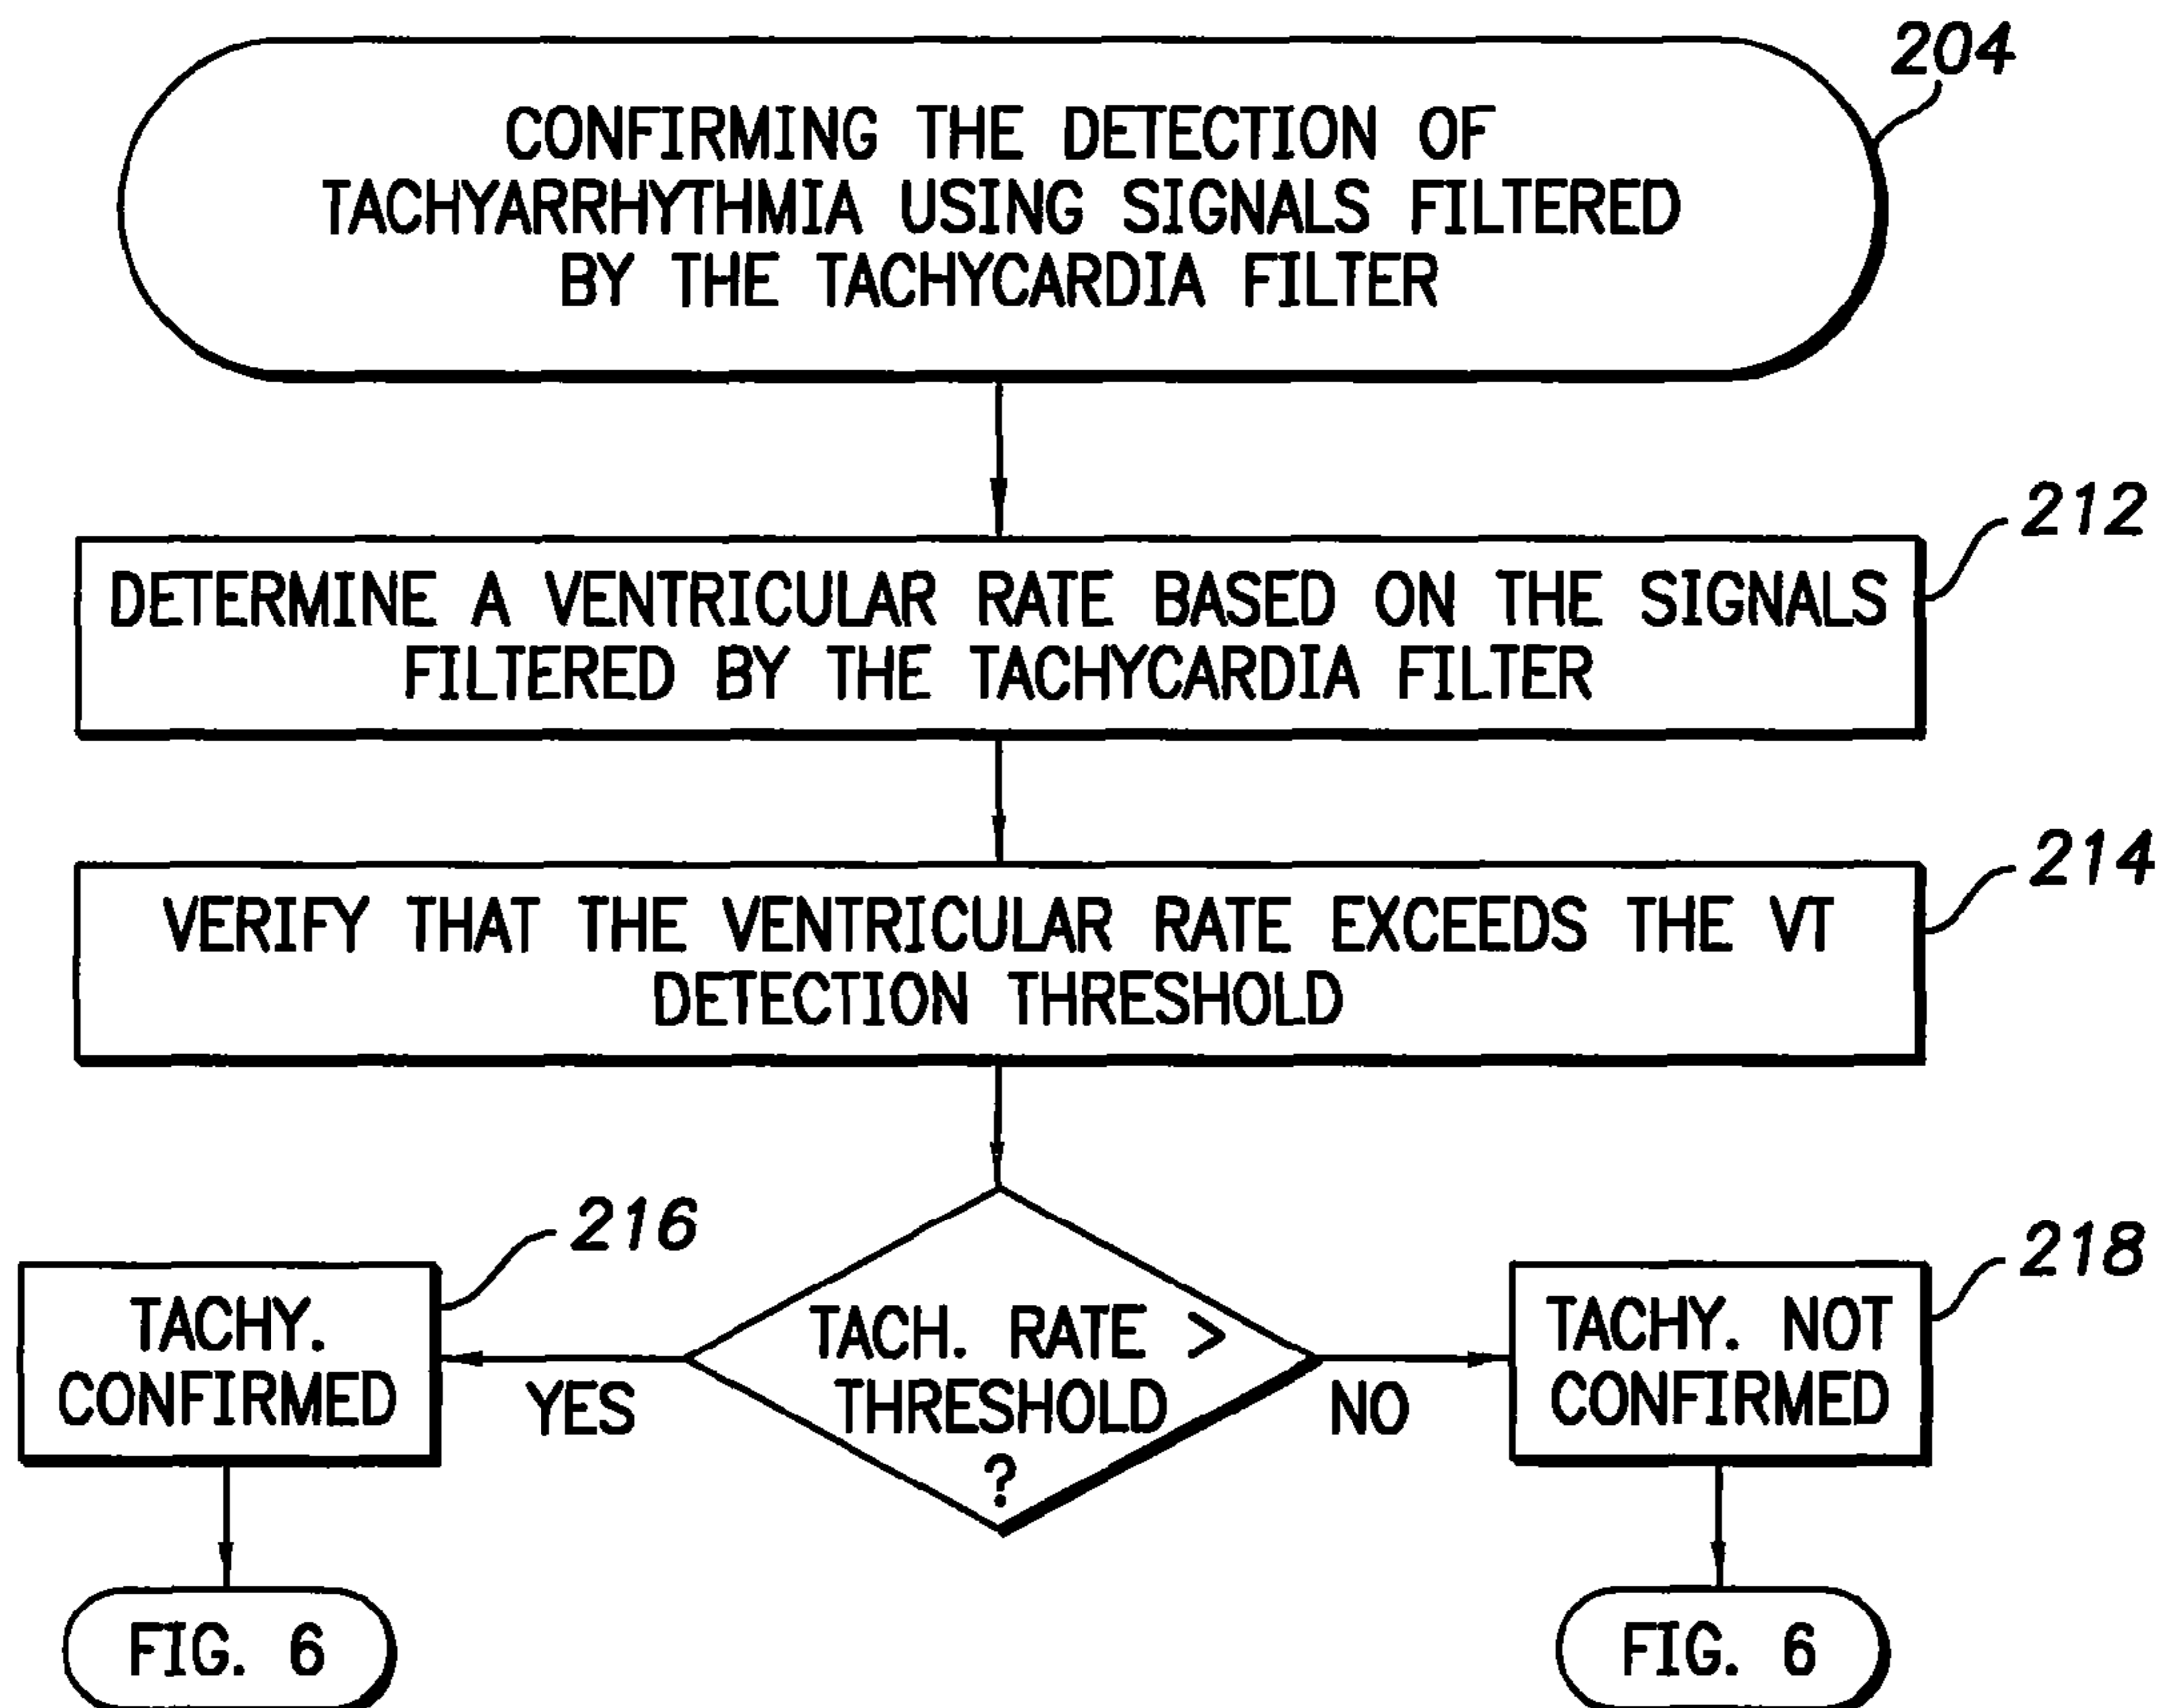 204
CONFIRMING THE DETECTION OF
TACHYARRHYTHMIA USING SIGNALS FILTERED
BY THE TACHYCARDIA FILTER
212
DETERMINE A VENTRICULAR RATE BASED ON THE SIGNALS
FILTERED BY THE TACHYCARDIA FILTER
214
VERIFY THAT THE VENTRICULAR RATE EXCEEDS THE VT
DETECTION THRESHOLD
216
TACHY.
CONFIRMED
YES
TACH. RATE >
THRESHOLD
?
NO
218
TACHY. NOT
CONFIRMED
FIG. 6
FIG. 6